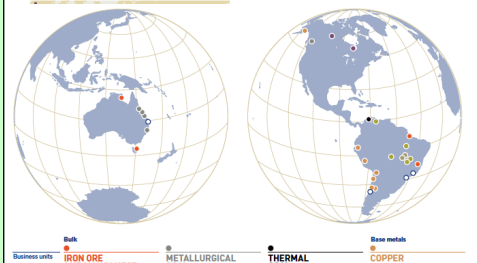 Bulk
Base metals
Business units
IRON ORE
METALLURGICAL
THERMAL
COPPER